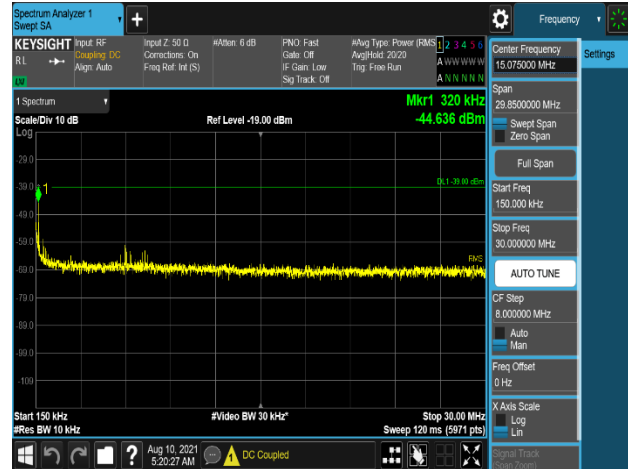 Spectrum Analyzer 1
Swept SA
Frequency
KEYSIGHT
Input: RF
Input Z: 50 Ω
#Atten: 6 dB
PNO: Fast
#Avg Type: Power (RMS
1 2 3 4 5 6
RL
Coupling: DC
Corrections: On
Gate: Off
Avg|Hold: 20/20
A W W W W W
Align: Auto
Freq Ref: Int (S)
IF Gain: Low
Trig: Free Run
Sig Track: Off
A N N N N N
Center Frequency
15.075000 MHz
Settings
1 Spectrum
Mkr1 320 kHz
Scale/Div 10 dB
Ref Level -19.00 dBm
-44.636 dBm
Log
-29.0
-39.0
1
DL1 -39.00 dBm
-49.0
-59.0
RMS
-69.0
-79.0
-89.0
-99.0
-109
Start 150 kHz
#Video BW 30 kHz*
Stop 30.00 MHz
#Res BW 10 kHz
Sweep 120 ms (5971 pts)
Span
29.8500000 MHz
Swept Span
Zero Span
Full Span
Start Freq
150.000 kHz
Stop Freq
30.000000 MHz
AUTO TUNE
CF Step
8.000000 MHz
Auto
Man
Freq Offset
0 Hz
X Axis Scale
Log
Lin
Signal Track
(Span Zoom)
?
Aug 10, 2021
5:20:27 AM
DC Coupled